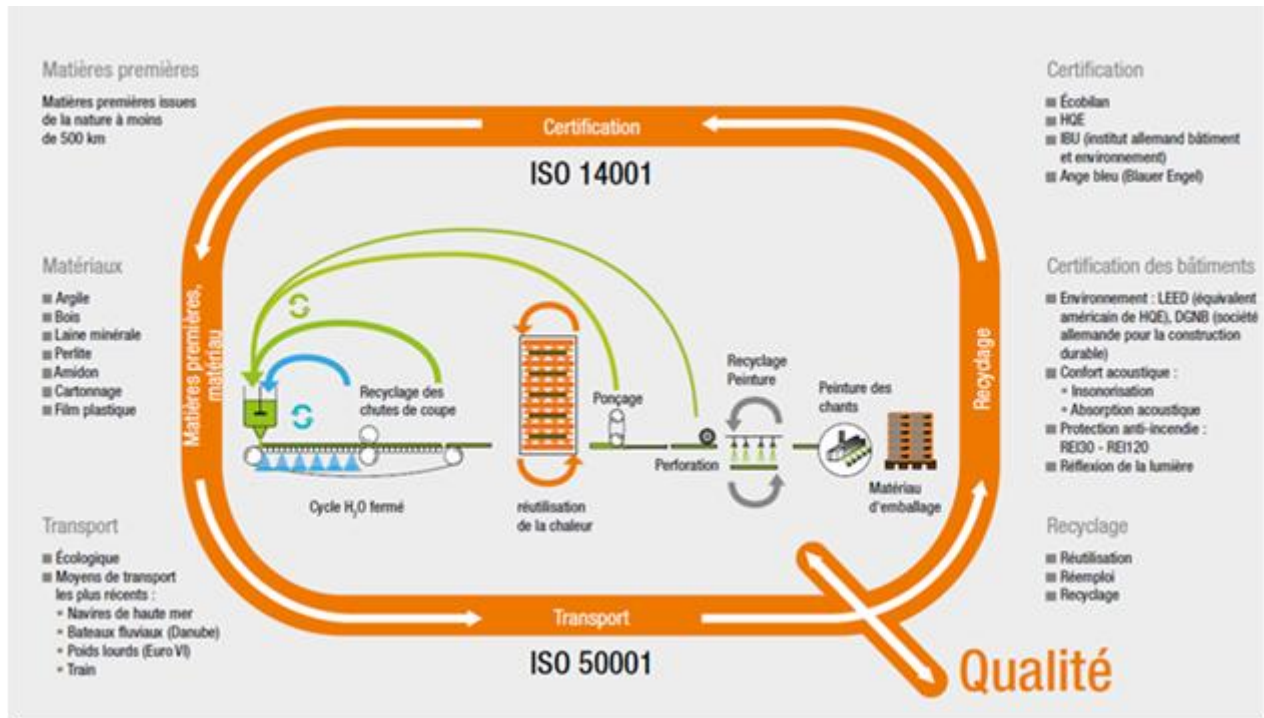 Matières premières
Matières premières issues
de la nature à moins
de 500 km
Matériaux
Argile
Bois
Laine minérale
Perlite
Amidon
Cartonnage
Film plastique
Transport
Écologique
Moyens de transport
les plus récents :
Navires de haute mer
Bateaux fluviaux (Danube)
Poids lourds (Euro VI)
Train
Certification
ISO 14001
Matières premières,
matériau
Recyclage des
chutes de coupe
Cycle H₂O fermé
réutilisation
de la chaleur
Ponçage
Perforation
Recyclage
Peinture
Peinture des
chants
Matériau
d'emballage
Recyclage
Transport
ISO 50001
Qualité
Certification
Écobilan
HQE
IBU (institut allemand bâtiment
et environnement)
Ange bleu (Blauer Engel)
Certification des bâtiments
Environnement : LEED (équivalent
américain de HQE), DGNB (société
allemande pour la construction
durable)
Confort acoustique :
Insonorisation
Absorption acoustique
Protection anti-incendie :
REI30 - REI120
Réflexion de la lumière
Recyclage
Réutilisation
Réemploi
Recyclage